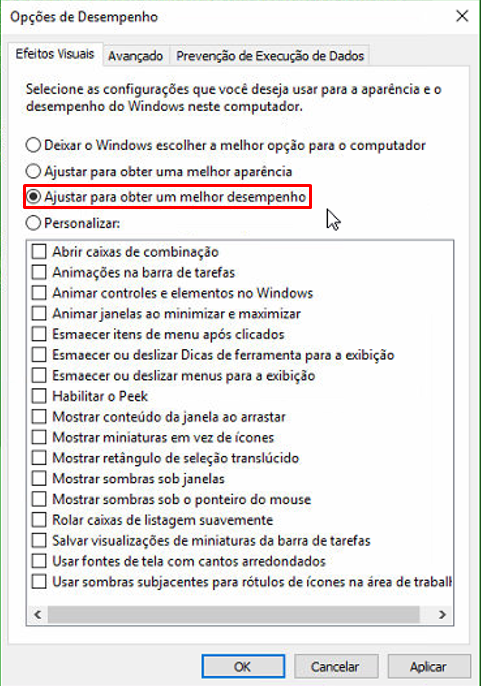 Opções de Desempenho
Efeitos Visuais Avançado Prevenção de Execução de Dados
Selecione as configurações que você deseja usar para a aparência e o
desempenho do Windows neste computador.
Deixar o Windows escolher a melhor opção para o computador
Ajustar para obter uma melhor aparência
Ajustar para obter um melhor desempenho
Personalizar:
Abrir caixas de combinação
Animações na barra de tarefas
Animar controles e elementos no Windows
Animar janelas ao minimizar e maximizar
Esmaecer itens de menu após clicados
Esmaecer ou deslizar Dicas de ferramenta para a exibição
Esmaecer ou deslizar menus para a exibição
Habilitar o Peek
Mostrar conteúdo da janela ao arrastar
Mostrar miniaturas em vez de ícones
Mostrar retângulo de seleção translúcido
Mostrar sombras sob janelas
Mostrar sombras sob o ponteiro do mouse
Rolar caixas de listagem suavemente
Salvar visualizações de miniaturas da barra de tarefas
Usar fontes de tela com cantos arredondados
Usar sombras subjacentes para rótulos de ícones na área de trabal
OK Cancelar Aplicar